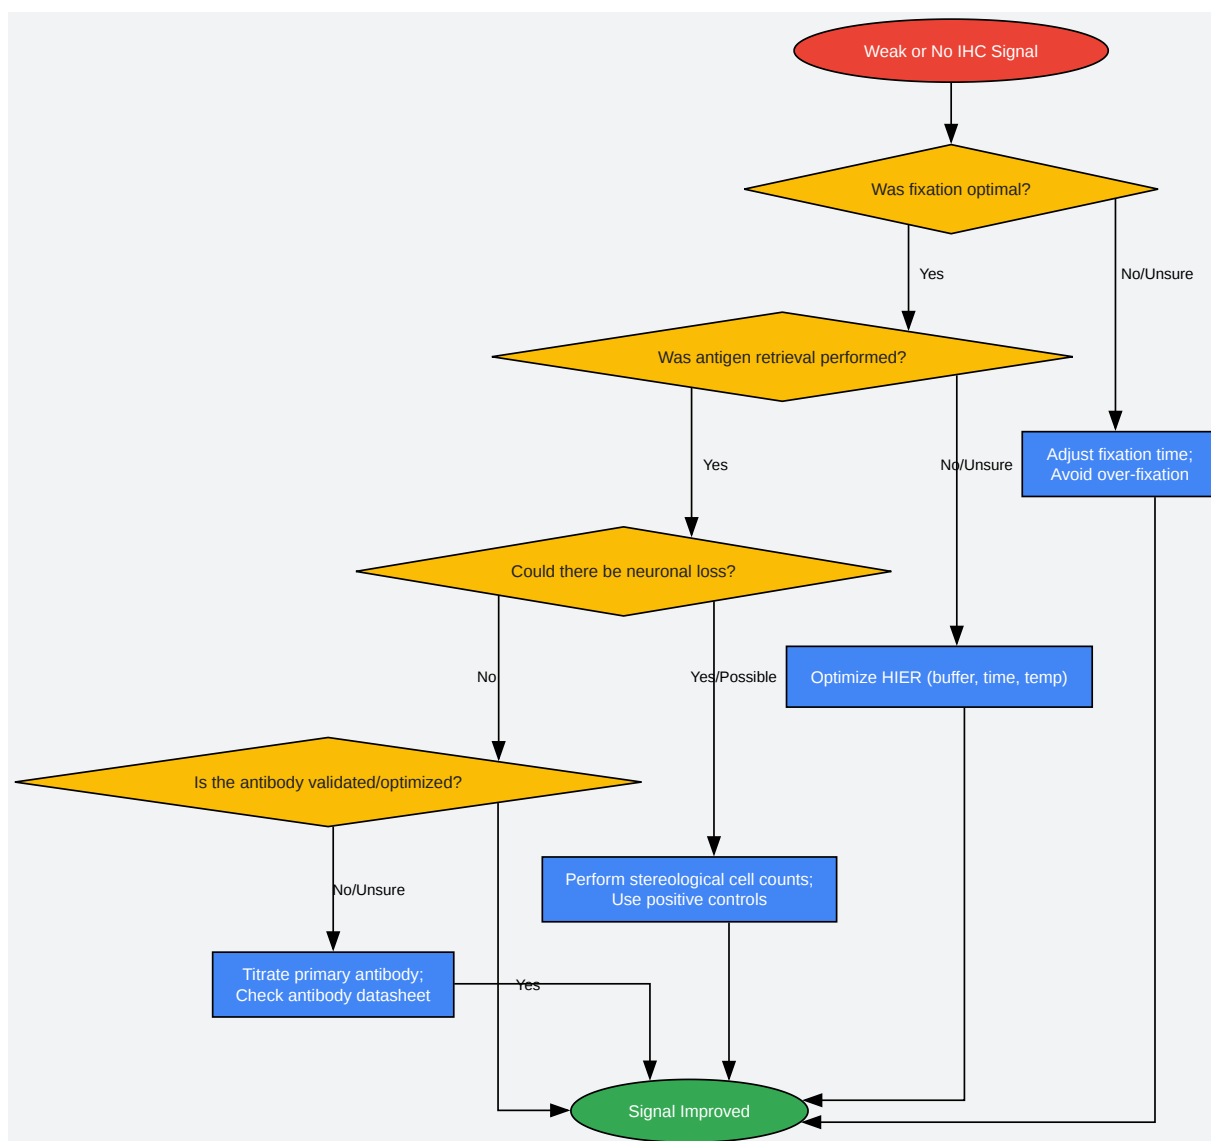 Weak or No IHC Signal
Was fixation optimal?
Yes
No/Unsure
Was antigen retrieval performed?
Adjust fixation time;
Avoid over-fixation
Yes
No/Unsure
Could there be neuronal loss?
No
Yes/Possible
Optimize HIER (buffer, time, temp)
Is the antibody validated/optimized?
Perform stereological cell counts;
Use positive controls
No/Unsure
Titrate primary antibody;
Check antibody datasheet
Yes
Signal Improved